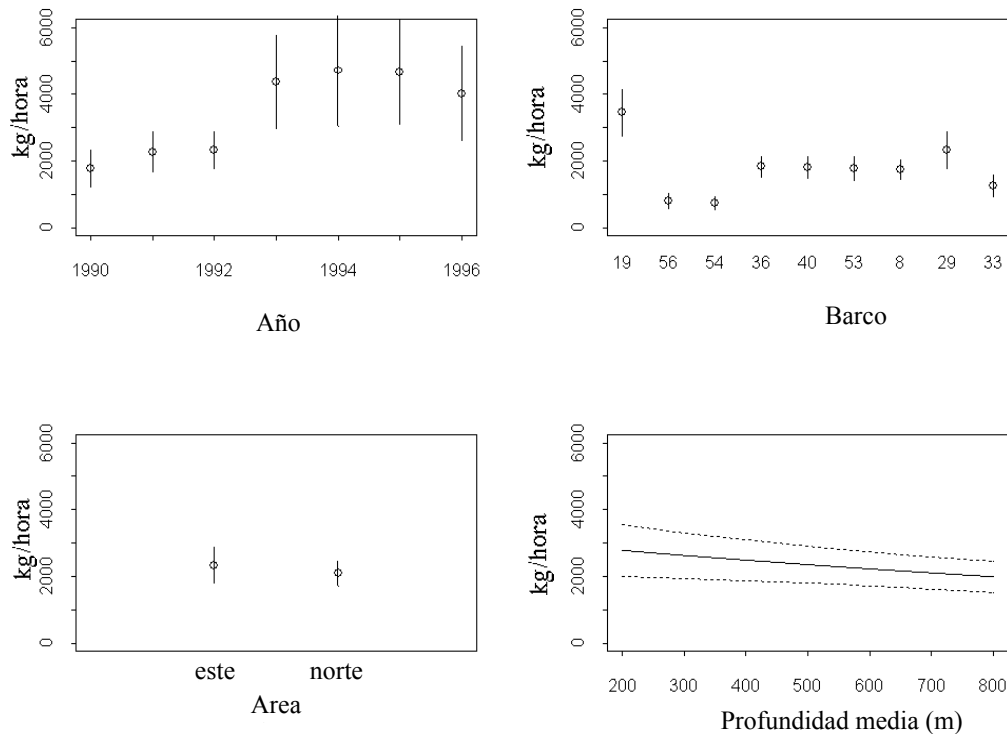 6000
4000
2000
0
kg/hora
1990 1992 1994 1996
Año
6000
4000
2000
0
kg/hora
19 56 54 36 40 53 8 29 33
Barco
6000
4000
2000
0
kg/hora
este norte
Area
6000
4000
2000
0
kg/hora
200 300 400 500 600 700 800
Profundidad media (m)